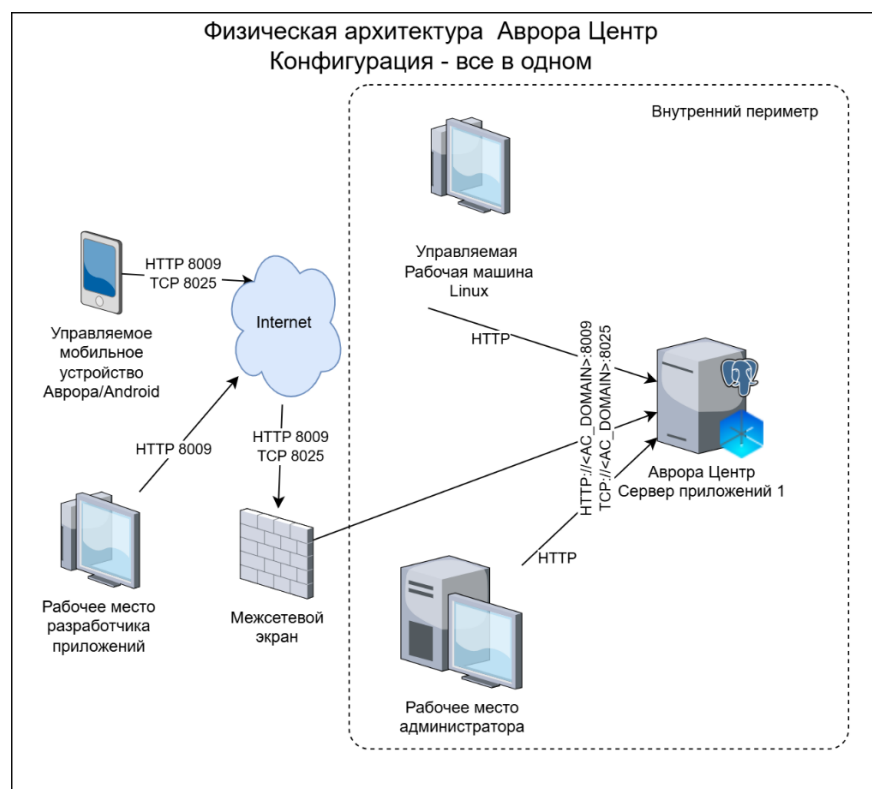 Физическая архитектура Аврора Центр
Конфигурация - все в одном
Внутренний периметр
Управляемая
Рабочая машина
Linux
HTTP 8009
TCP 8025
Internet
Управляемое
мобильное
устройство
Аврора/Android
HTTP
HTTP://<AC_DOMAIN>:8009
TCP://<AC_DOMAIN>:8025
HTTP 8009
HTTP 8009
TCP 8025
Аврора Центр
Сервер приложений 1
HTTP
Рабочее место
разработчика
приложений
Межсетевой
экран
Рабочее место
администратора